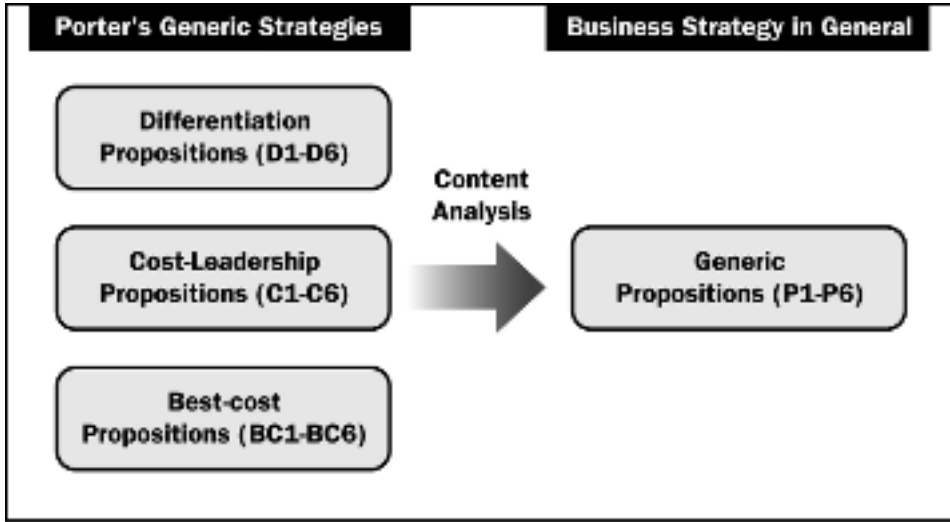 Porter's Generic Strategies
Business Strategy in General
Differentiation
Propositions (D1-D6)
Content
Analysis
Cost-Leadership
Propositions (C1-C6)
Generic
Propositions (P1-P6)
Best-cost
Propositions (BC1-BC6)